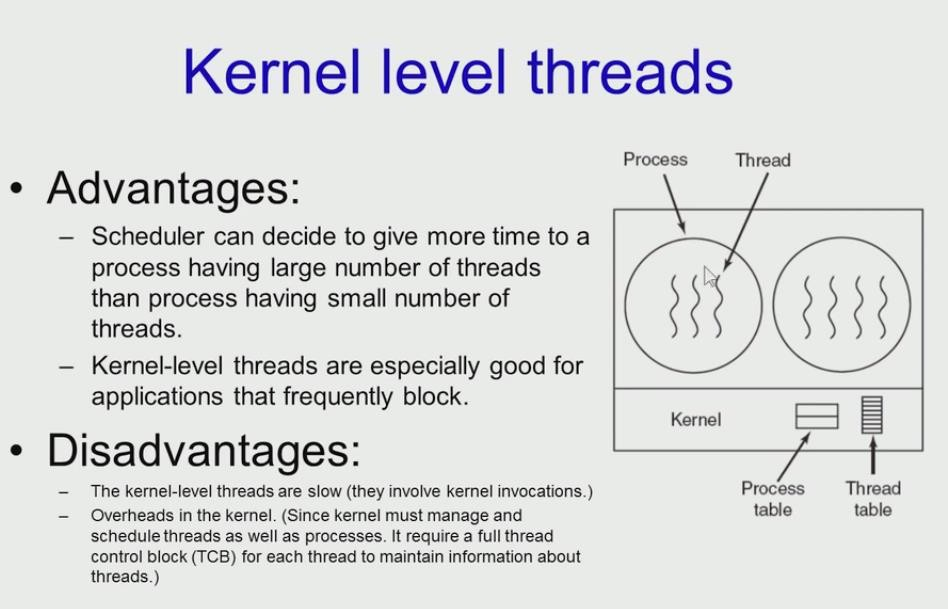 Kernel level threads
• Advantages:
– Scheduler can decide to give more time to a
process having large number of threads
than process having small number of
threads.
– Kernel-level threads are especially good for
applications that frequently block.
• Disadvantages:
– The kernel-level threads are slow (they involve kernel invocations.)
– Overheads in the kernel. (Since kernel must manage and
schedule threads as well as processes. It require a full thread
control block (TCB) for each thread to maintain information about
threads.)
Process
Thread
Kernel
Process
table
Thread
table